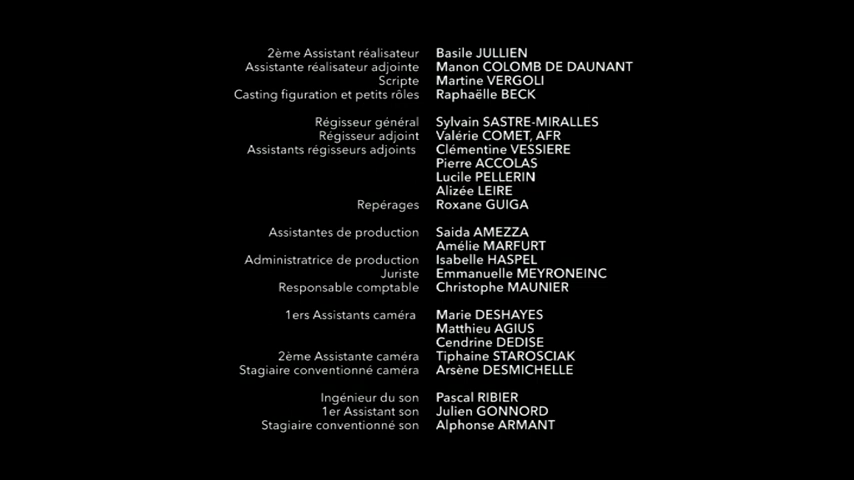 2ème Assistant réalisateur Basile JULLIEN
Assistante réalisateur adjointe Manon COLOMB DE DAUNANT
Scripte Martine VERGOLI
Casting figuration et petits rôles Raphaëlle BECK
Régisseur général Sylvain SASTRE-MIRALLES
Régisseur adjoint Valérie COMET, AFR
Assistants régisseurs adjoints Clémentine VESSIERE
Pierre ACCOLAS
Lucile PELLERIN
Alizée LEIRE
Repérages Roxane GUIGA
Assistantes de production Saida AMEZZA
Amélie MARFURT
Administratrice de production Isabelle HASPEL
Juriste Emmanuelle MEYRONEINC
Responsable comptable Christophe MAUNIER
1ers Assistants caméra Marie DESHAYES
Matthieu AGIUS
Cendrine DEDISE
2ème Assistante caméra Tiphaine STAROSCIAK
Stagiaire conventionné caméra Arsène DESMICHELLE
Ingénieur du son Pascal RIBIER
1er Assistant son Julien GONNORD
Stagiaire conventionné son Alphonse ARMANT